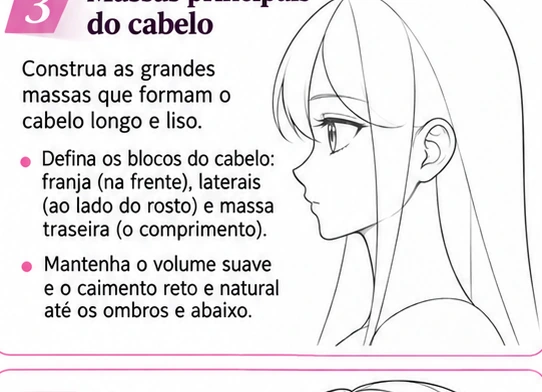 3
Massas principais
do cabelo
Construa as grandes
massas que formam o
cabelo longo e liso.
Defina os blocos do cabelo:
franja (na frente), laterais
(ao lado do rosto) e massa
traseira (o comprimento).
Mantenha o volume suave
e o caimento reto e natural
até os ombros e abaixo.